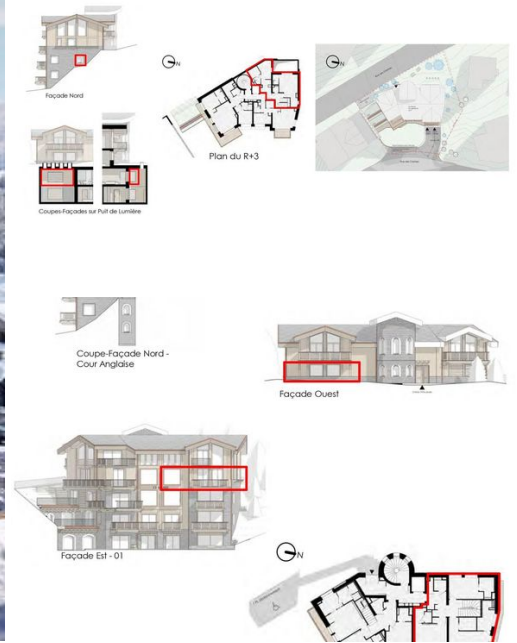 Façade Nord
N
Plan du R+3
N
Coupes-Façades sur Puit de Lumière
Coupe-Façade Nord -
Cour Anglaise
Façade Ouest
Façade Est - 01
N